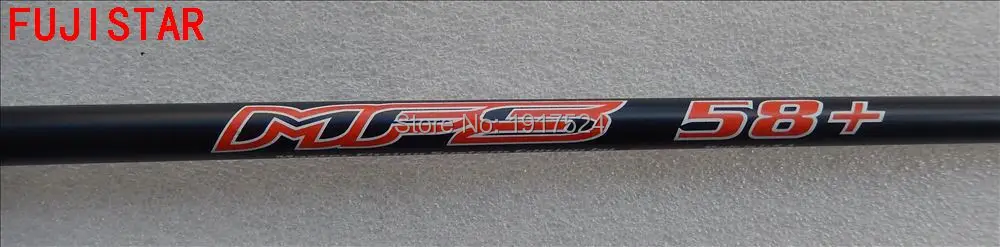 FUJISTAR
MFS 58+
Store No: 1917524